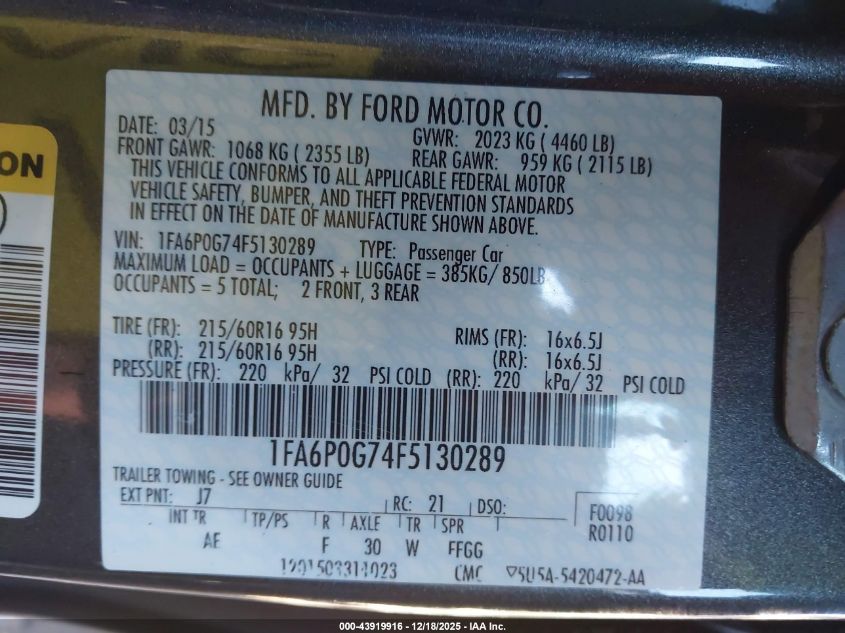 MFD. BY FORD MOTOR CO.
DATE: 03/15 GVWR: 2023 KG ( 4460 LB)
FRONT GAWR: 1068 KG ( 2355 LB) REAR GAWR: 959 KG ( 2115 LB)
THIS VEHICLE CONFORMS TO ALL APPLICABLE FEDERAL MOTOR
VEHICLE SAFETY, BUMPER, AND THEFT PREVENTION STANDARDS
IN EFFECT ON THE DATE OF MANUFACTURE SHOWN ABOVE.
VIN: 1FA6P0G74F5130289 TYPE: Passenger Car
MAXIMUM LOAD = OCCUPANTS + LUGGAGE = 385KG/ 850LB
OCCUPANTS = 5 TOTAL; 2 FRONT, 3 REAR
TIRE (FR): 215/60R16 95H RIMS (FR): 16x6.5J
(RR): 215/60R16 95H (RR): 16x6.5J
PRESSURE (FR): 220 kPa/ 32 PSI COLD (RR): 220 kPa/ 32 PSI COLD
1FA6P0G74F5130289
TRAILER TOWING - SEE OWNER GUIDE
EXT PNT: J7 RC: 21 DSO: F0098
R0110
INT TR TP/PS R AXLE TR SPR
AE F 30 W FFGG
1201503314023 CMC ▽5U5A-5420472-AA
ON
000-43919916 - 12/18/2025 - IAA Inc.